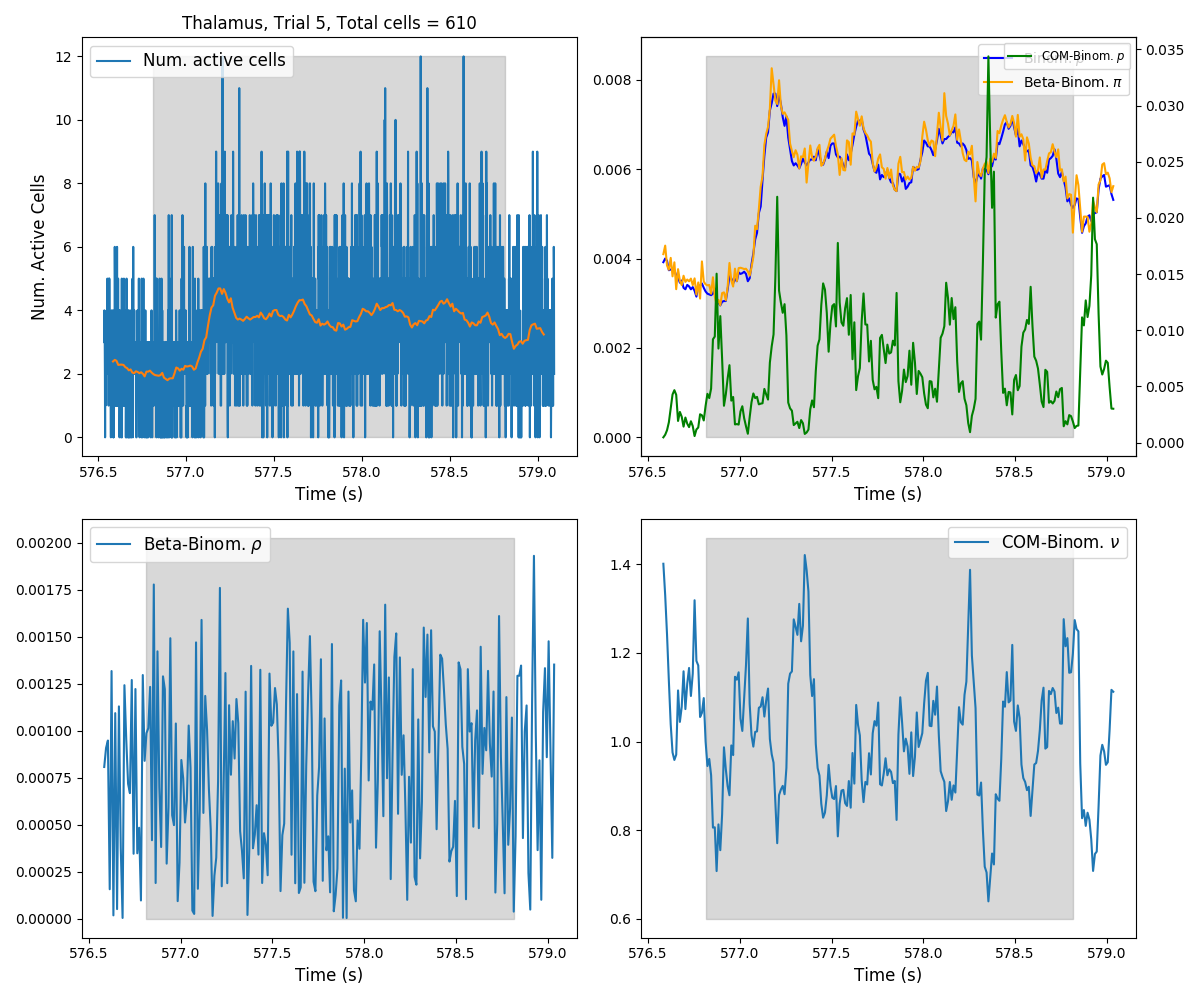 Thalamus, Trial 5, Total cells = 610
Num. active cells
Num. Active Cells
12
10
8
6
4
2
0
576.5 577.0 577.5 578.0 578.5 579.0
Time (s)
COM-Binom. p
Binom. p
Beta-Binom. π
0.008
0.006
0.004
0.002
0.000
0.035
0.030
0.025
0.020
0.015
0.010
0.005
0.000
576.5 577.0 577.5 578.0 578.5 579.0
Time (s)
Beta-Binom. ρ
0.00200
0.00175
0.00150
0.00125
0.00100
0.00075
0.00050
0.00025
0.00000
576.5 577.0 577.5 578.0 578.5 579.0
Time (s)
COM-Binom. ν
1.4
1.2
1.0
0.8
0.6
576.5 577.0 577.5 578.0 578.5 579.0
Time (s)